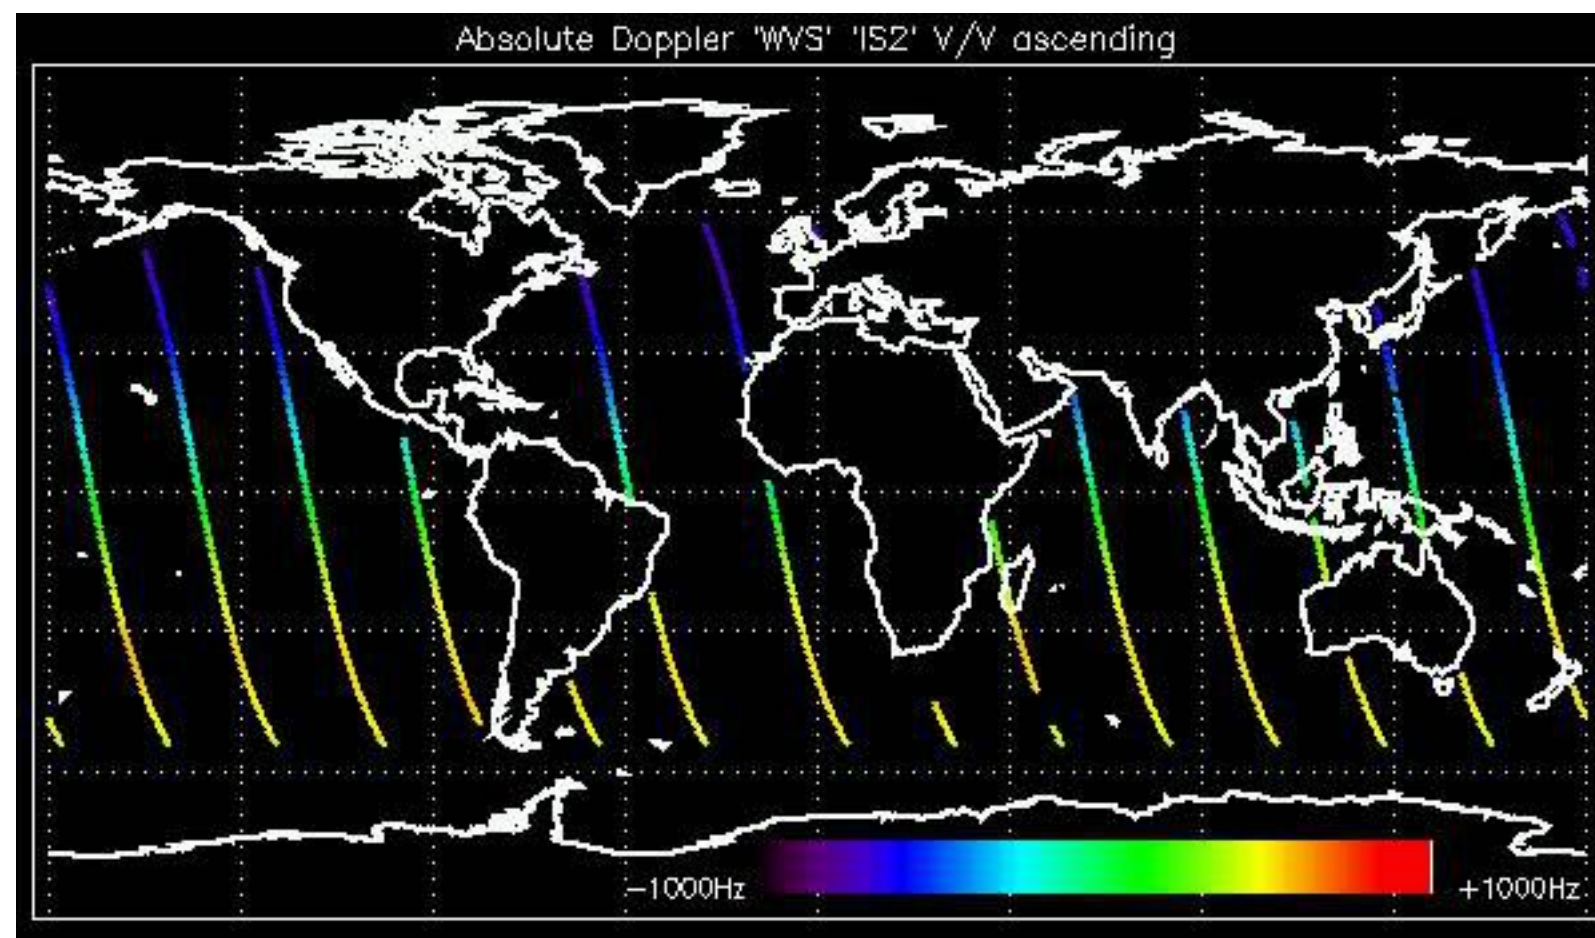 Absolute Doppler 'WVS' 'IS2' V/V ascending
−1000Hz
+1000Hz